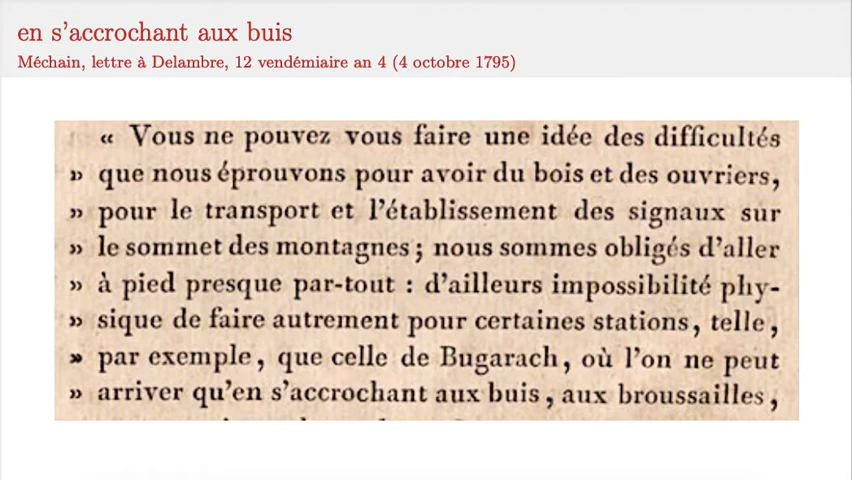 en s'accrochant aux buis
Méchain, lettre à Delambre, 12 vendémiaire an 4 (4 octobre 1795)
« Vous ne pouvez vous faire une idée des difficultés
» que nous éprouvons pour avoir du bois et des ouvriers,
» pour le transport et l'établissement des signaux sur
» le sommet des montagnes ; nous sommes obligés d'aller
» à pied presque par-tout : d'ailleurs impossibilité phy-
» sique de faire autrement pour certaines stations, telle,
» par exemple, que celle de Bugarach, où l'on ne peut
» arriver qu'en s'accrochant aux buis, aux broussailles,